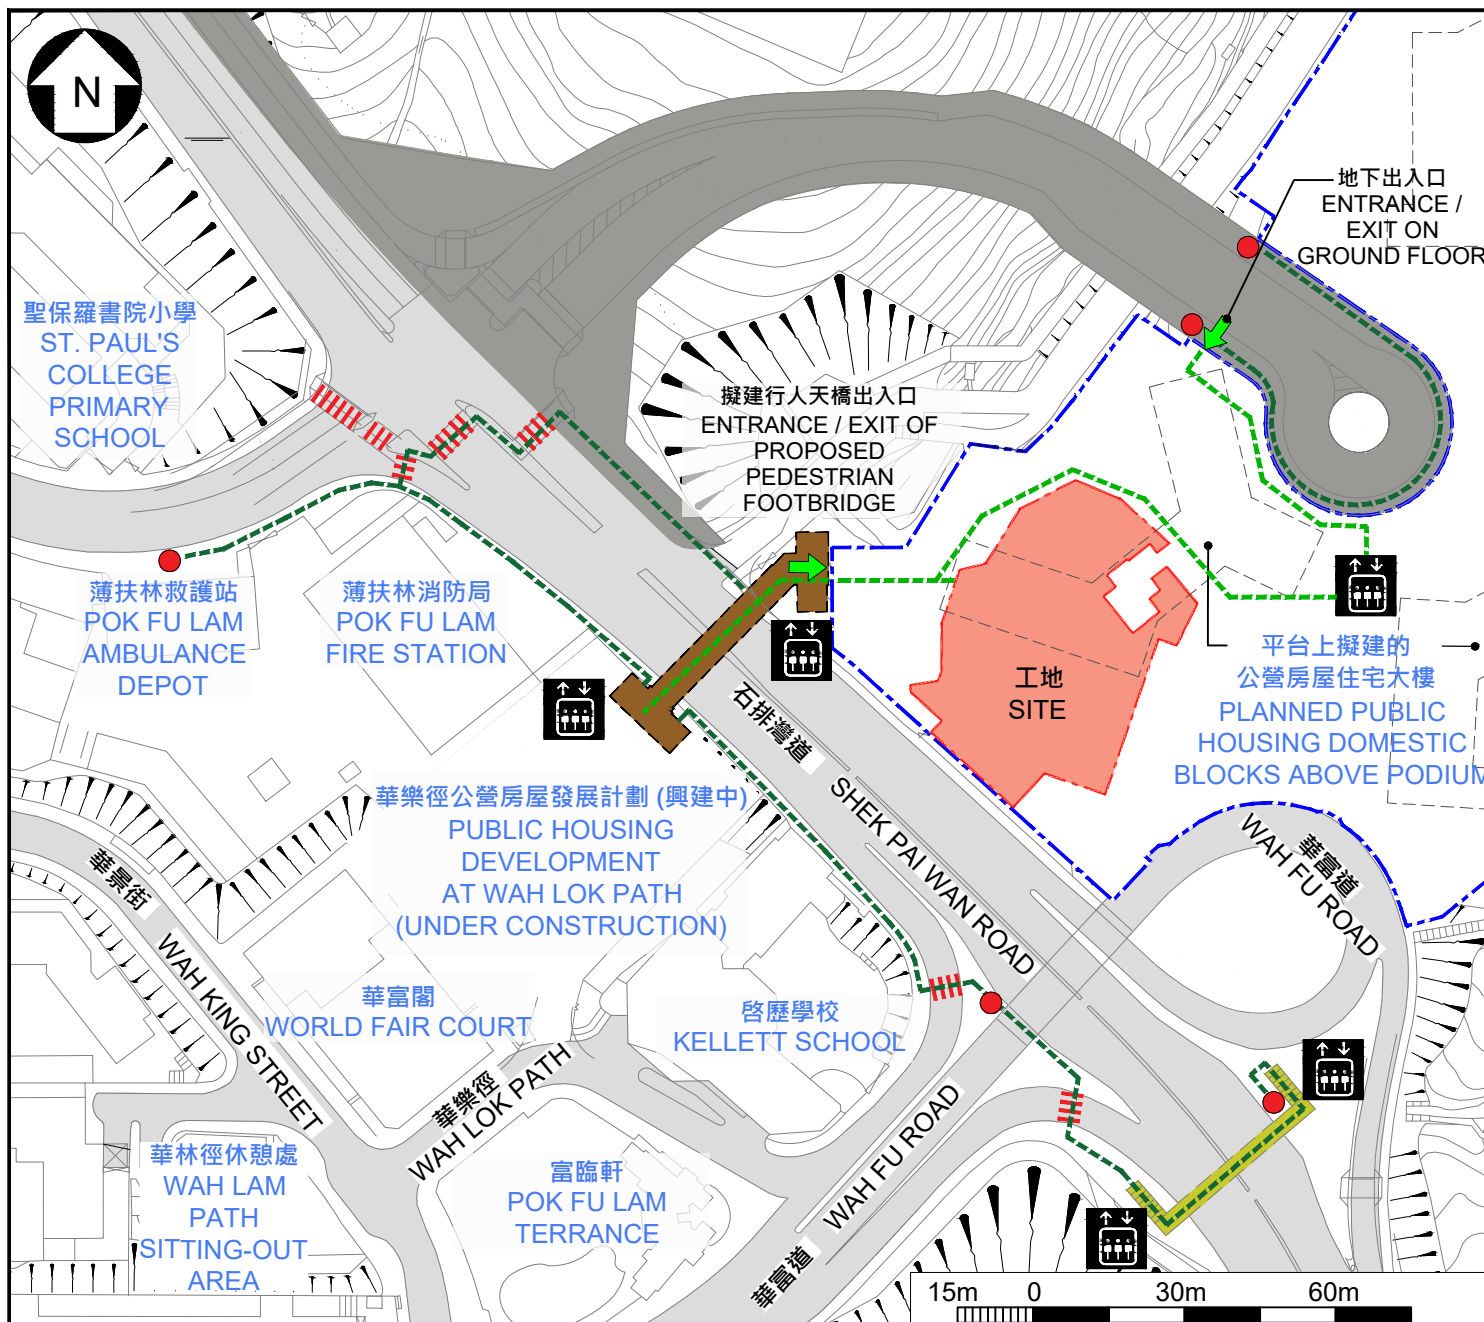 N
地下出入口
ENTRANCE /
EXIT ON
GROUND FLOOR
聖保羅書院小學
ST. PAUL'S
COLLEGE
PRIMARY
SCHOOL
擬建行人天橋出入口
ENTRANCE / EXIT OF
PROPOSED
PEDESTRIAN
FOOTBRIDGE
薄扶林救護站
POK FU LAM
AMBULANCE
DEPOT
薄扶林消防局
POK FU LAM
FIRE STATION
工地
SITE
平台上擬建的
公營房屋住宅大樓
PLANNED PUBLIC
HOUSING DOMESTIC
BLOCKS ABOVE PODIUM
石排灣道
SHEK PAI WAN ROAD
華樂徑公營房屋發展計劃 (興建中)
PUBLIC HOUSING
DEVELOPMENT
AT WAH LOK PATH
(UNDER CONSTRUCTION)
華富道
WAH FU ROAD
華景街
WAH KING STREET
華富閣
WORLD FAIR COURT
啓歷學校
KELLETT SCHOOL
華樂徑
WAH LOK PATH
華林徑休憩處
WAH LAM
PATH
SITTING-OUT
AREA
富臨軒
POK FU LAM
TERRANCE
WAH FU ROAD
華富道
15m 0 30m 60m